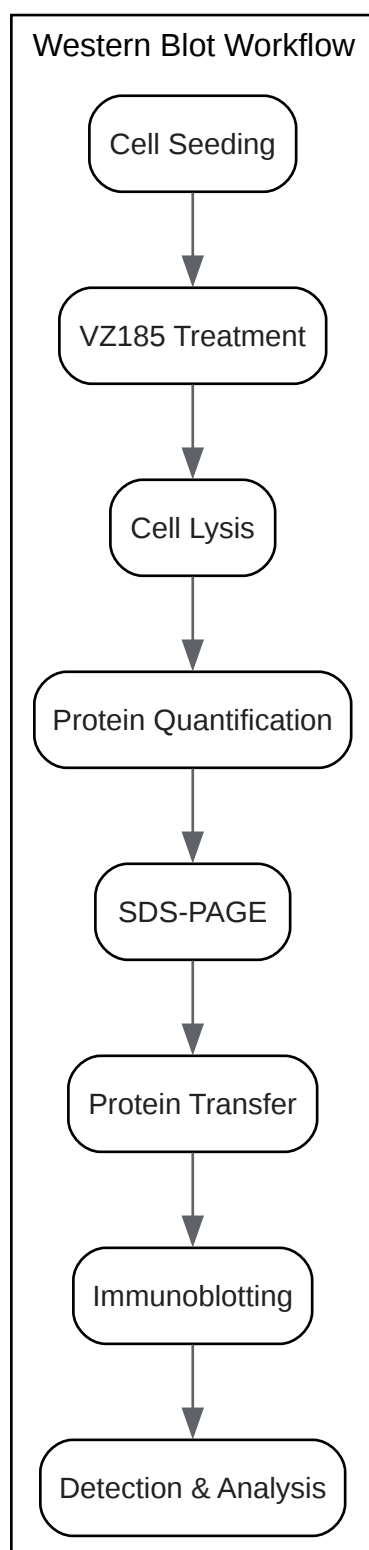 Western Blot Workflow
Cell Seeding
VZ185 Treatment
Cell Lysis
Protein Quantification
SDS-PAGE
Protein Transfer
Immunoblotting
Detection & Analysis